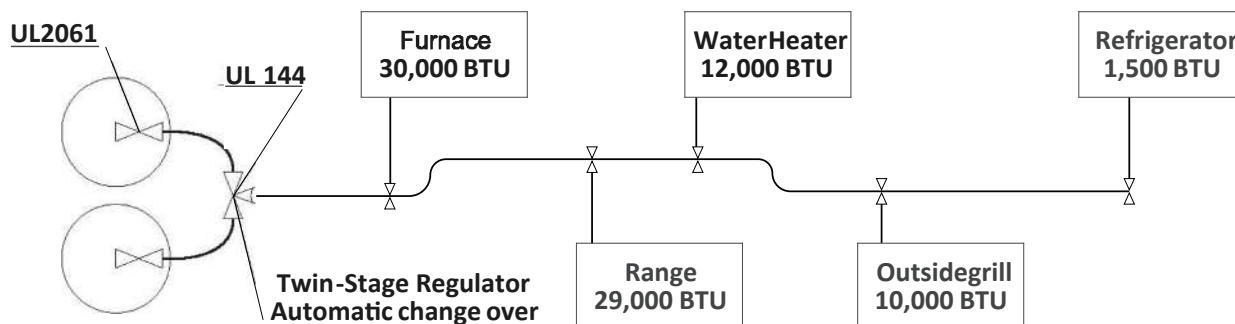 UL2061
UL 144
Furnace
30,000 BTU
WaterHeater
12,000 BTU
Refrigerator
1,500 BTU
Twin-Stage Regulator
Automatic change over
Range
29,000 BTU
Outsidegrill
10,000 BTU